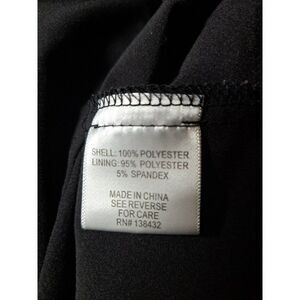 SHELL: 100% POLYESTER
LINING: 95% POLYESTER
5% SPANDEX
MADE IN CHINA
SEE REVERSE
FOR CARE
RN# 138432